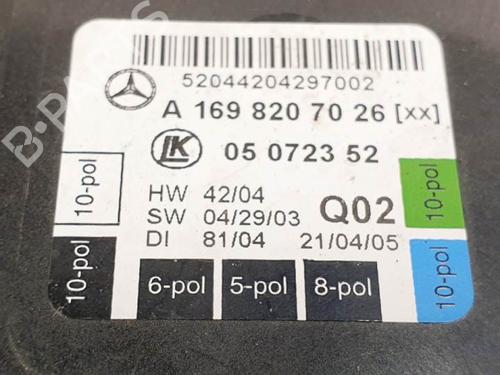 52044204297002
A 169 820 70 26 [xx]
LK 05 0723 52
HW 42/04
SW 04/29/03 Q02
DI 81/04 21/04/05
10-pol
10-pol
10-pol
10-pol
6-pol 5-pol 8-pol
B-PARTS